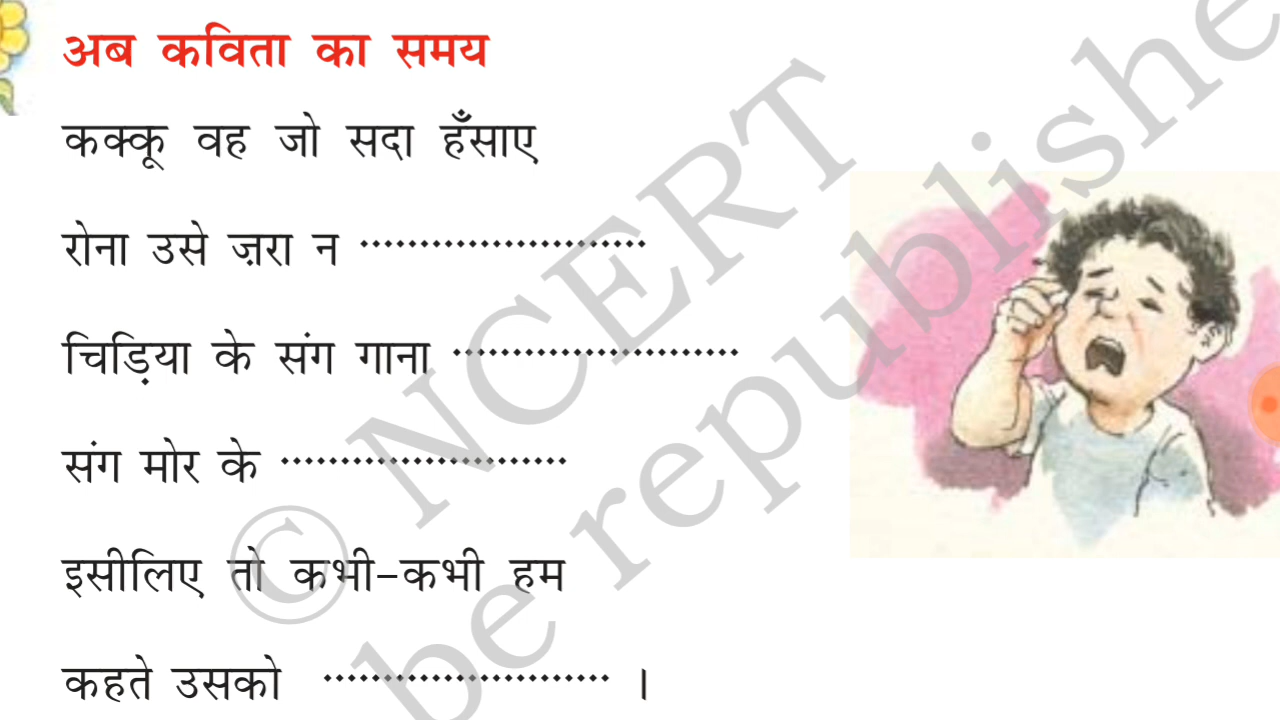 अब कविता का समय
कक्कू वह जो सदा हँसाए
रोना उसे ज़रा न ························
चिड़िया के संग गाना ························
संग मोर के ························
इसीलिए तो कभी-कभी हम
कहते उसको ························ ।
© NCERT
be republishe